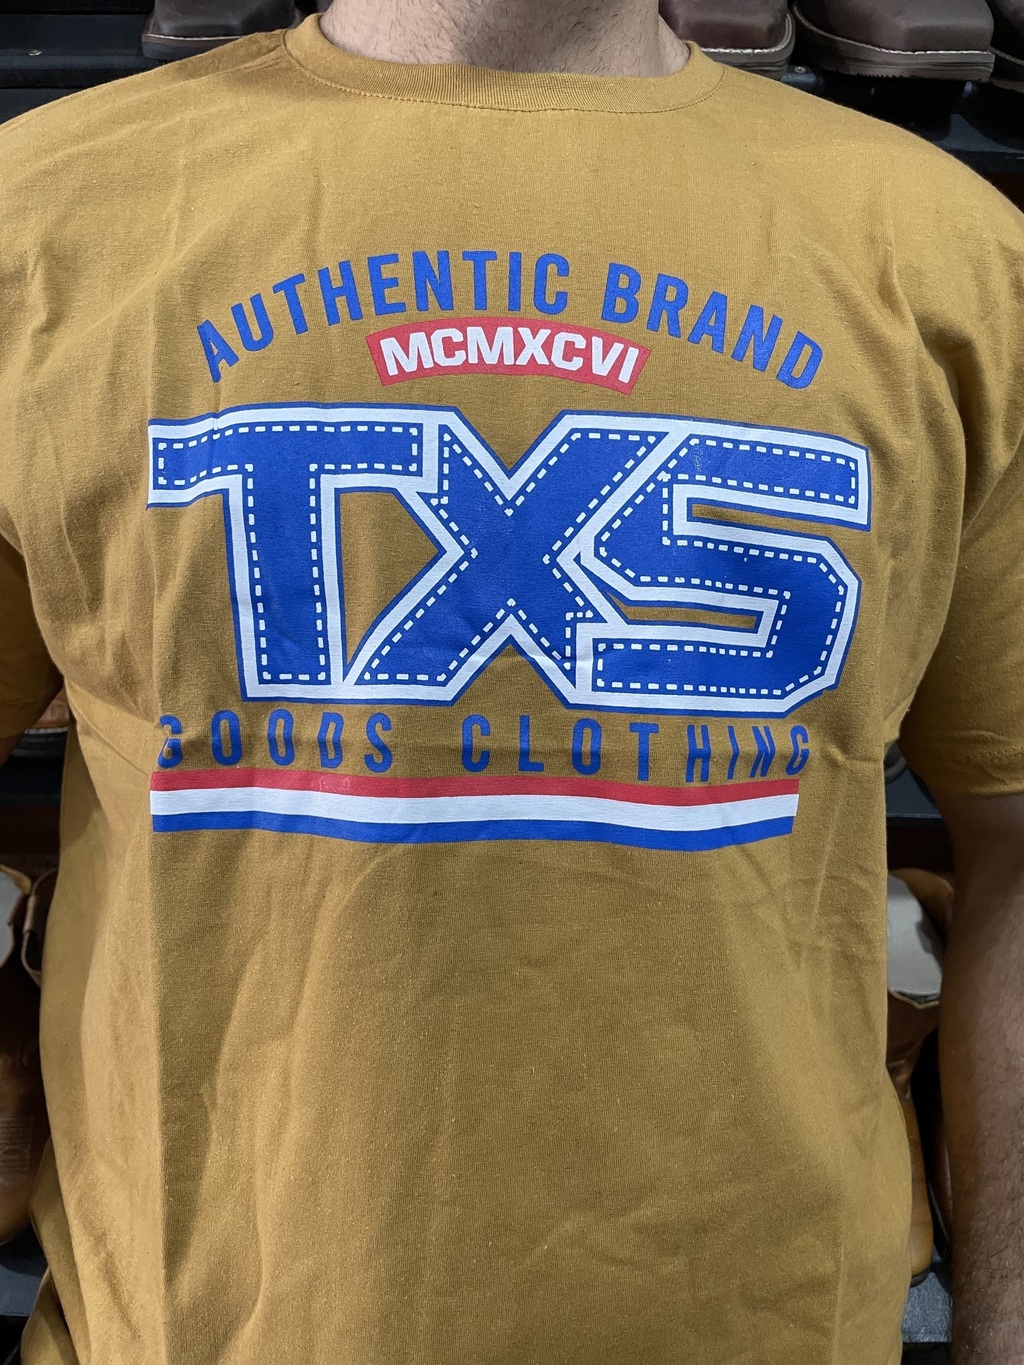 AUTHENTIC BRAND
MCMXCVI
TXS
GOODS CLOTHING